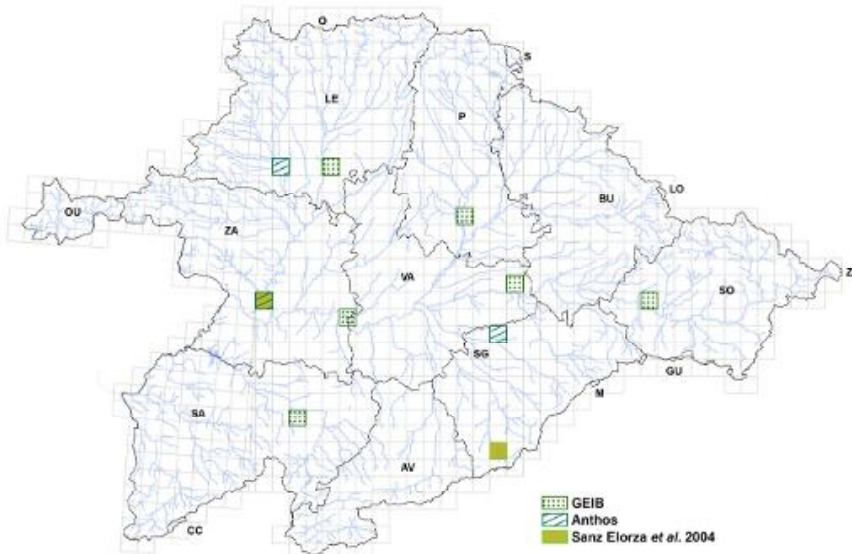 O
S
LE
P
BU
LO
OU
ZA
VA
SO
Z
SG
GU
M
SA
AV
CC
GEIB
Anthos
Sanz Elorza et al. 2004